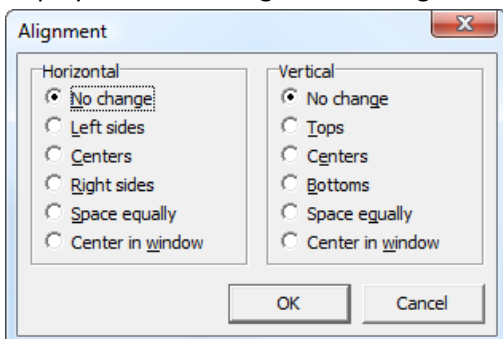 Alignment
Horizontal
No change
Left sides
Centers
Right sides
Space equally
Center in window
Vertical
No change
Tops
Centers
Bottoms
Space equally
Center in window
OK
Cancel